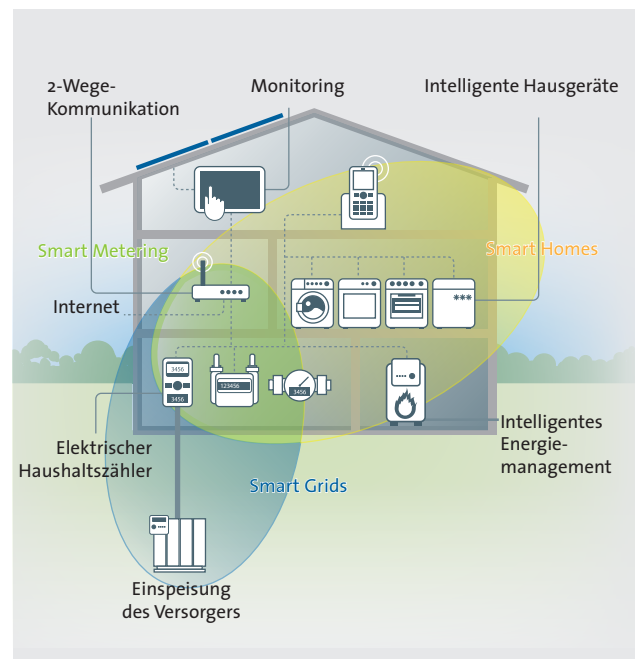 2-Wege-
Kommunikation
Monitoring
Intelligente Hausgeräte
Smart Metering
Smart Homes
Internet
3456
3456
123456
3456
Elektrischer
Haushaltszähler
Intelligentes
Energie-
management
Smart Grids
Einspeisung
des Versorgers